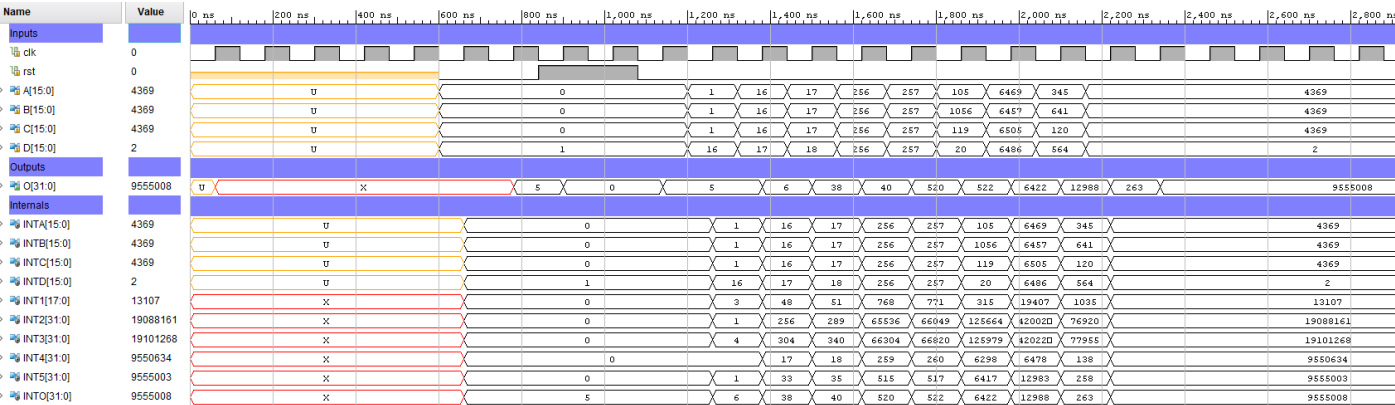 Name Value 0 ns 200 ns 400 ns 600 ns 800 ns 1,000 ns 1,200 ns 1,400 ns 1,600 ns 1,800 ns 2,000 ns 2,200 ns 2,400 ns 2,600 ns 2,800 ns
Inputs
clk 0
rst 0
A[15:0] 4369 U 0 1 16 17 256 257 105 6469 345 4369
B[15:0] 4369 U 0 1 16 17 256 257 1056 6457 641 4369
C[15:0] 4369 U 0 1 16 17 256 257 119 6505 120 4369
D[15:0] 2 U 1 16 17 18 256 257 20 6486 564 2
Outputs
O[31:0] 9555008 U X 5 0 5 6 38 40 520 522 6422 12988 263 9555008
Internals
INTA[15:0] 4369 U 0 1 16 17 256 257 105 6469 345 4369
INTB[15:0] 4369 U 0 1 16 17 256 257 1056 6457 641 4369
INTC[15:0] 4369 U 0 1 16 17 256 257 119 6505 120 4369
INTD[15:0] 2 U 1 16 17 18 256 257 20 6486 564 2
INT1[17:0] 13107 X 0 3 48 51 768 771 315 19407 1035 13107
INT2[31:0] 19088161 X 0 1 256 289 65536 66049 125664 42002 76920 19088161
INT3[31:0] 19101268 X 0 4 304 340 66304 66820 125979 42022 77955 19101268
INT4[31:0] 9550634 X 0 17 18 259 260 6298 6478 138 9550634
INT5[31:0] 9555003 X 0 1 33 35 515 517 6417 12983 258 9555003
INTO[31:0] 9555008 X 5 6 38 40 520 522 6422 12988 263 9555008